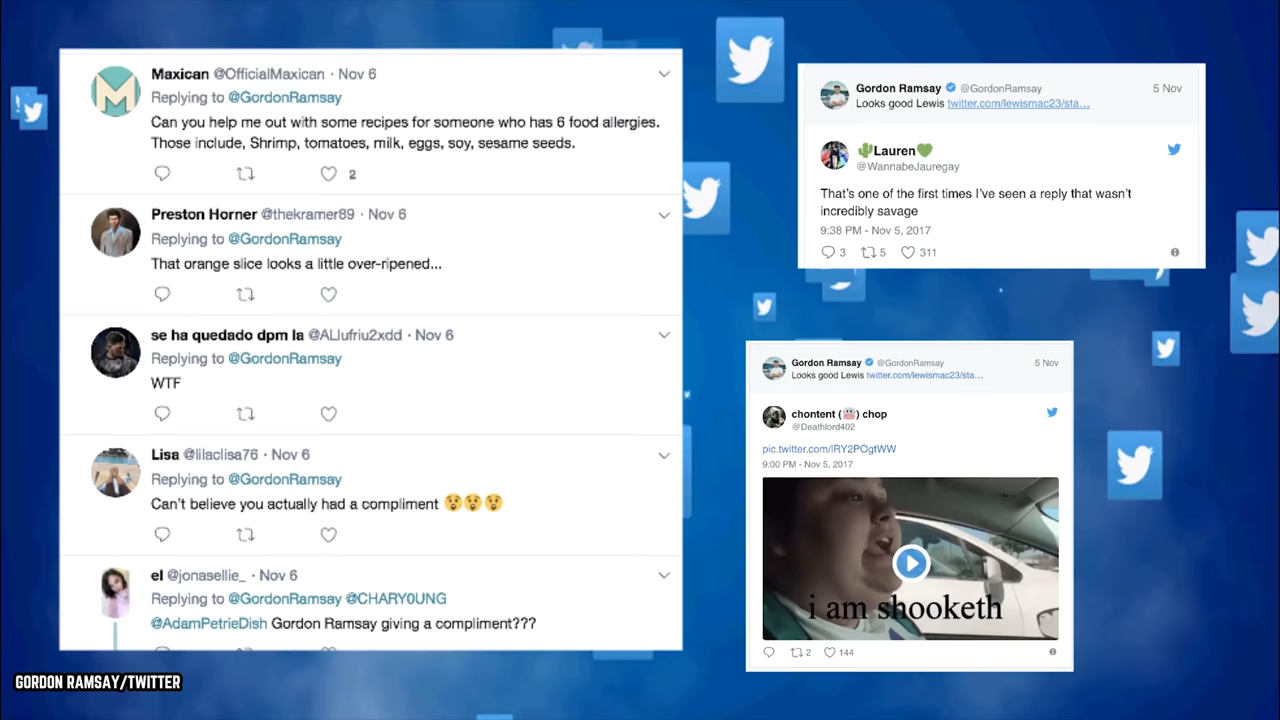 Maxican @OfficialMaxican · Nov 6
Replying to @GordonRamsay
Can you help me out with some recipes for someone who has 6 food allergies.
Those include, Shrimp, tomatoes, milk, eggs, soy, sesame seeds.
2
Preston Horner @thekramer89 · Nov 6
Replying to @GordonRamsay
That orange slice looks a little over-ripened...
se ha quedado dpm la @ALlufriu2xdd · Nov 6
Replying to @GordonRamsay
WTF
Lisa @lilaclisa76 · Nov 6
Replying to @GordonRamsay
Can't believe you actually had a compliment 😲😲😲
el @jonasellie_ · Nov 6
Replying to @GordonRamsay @CHARY0UNG
@AdamPetrieDish Gordon Ramsay giving a compliment???
Gordon Ramsay @GordonRamsay 5 Nov
Looks good Lewis twitter.com/lewismac23/sta...
🌵Lauren💚
@WannabeJauregay
That's one of the first times I've seen a reply that wasn't
incredibly savage
9:38 PM - Nov 5, 2017
3 5 311
Gordon Ramsay @GordonRamsay 5 Nov
Looks good Lewis twitter.com/lewismac23/sta...
chontent (🐮) chop
@Deathlord402
pic.twitter.com/lRY2POgtWW
9:00 PM - Nov 5, 2017
i am shooketh
2 144
GORDON RAMSAY/TWITTER